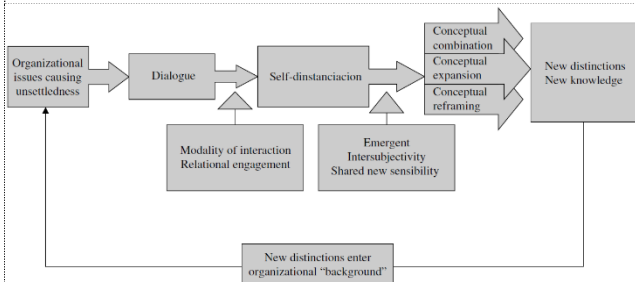 Organizational
issues causing
unsettledness
Dialogue
Self-dinstanciacion
Conceptual
combination
Conceptual
expansion
Conceptual
reframing
New distinctions
New knowledge
Modality of interaction
Relational engagement
Emergent
Intersubjectivity
Shared new sensibility
New distinctions enter
organizational “background”